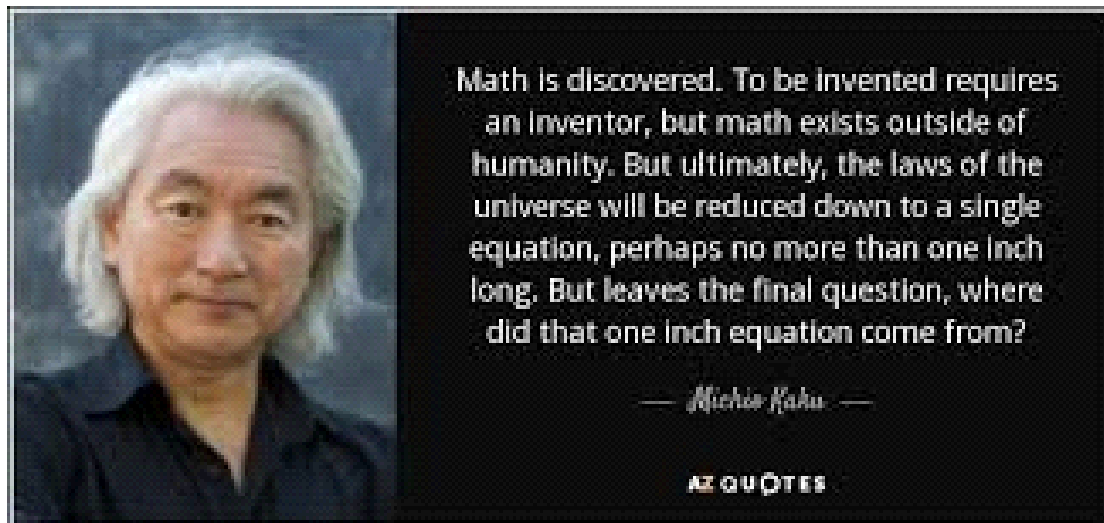 Math is discovered. To be invented requires
an inventor, but math exists outside of
humanity. But ultimately, the laws of the
universe will be reduced down to a single
equation, perhaps no more than one inch
long. But leaves the final question, where
did that one inch equation come from?
— Michio Kaku —
AZ QUOTES